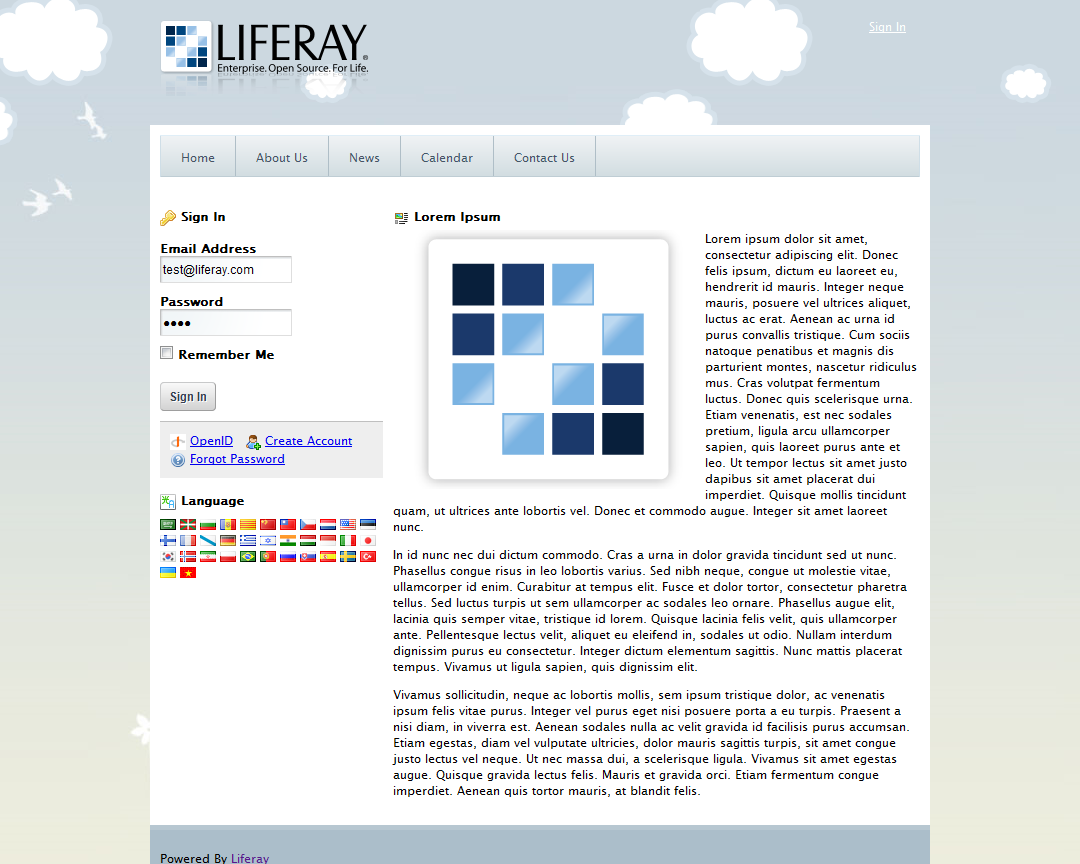 LIFERAY®
Enterprise. Open Source. For Life.
Sign In
Home
About Us
News
Calendar
Contact Us
Sign In
Email Address
test@liferay.com
Password
••••
Remember Me
Sign In
OpenID
Create Account
Forgot Password
Language
Lorem Ipsum
Lorem ipsum dolor sit amet,
consectetur adipiscing elit. Donec
felis ipsum, dictum eu laoreet eu,
hendrerit id mauris. Integer neque
mauris, posuere vel ultrices aliquet,
luctus ac erat. Aenean ac urna id
purus convallis tristique. Cum sociis
natoque penatibus et magnis dis
parturient montes, nascetur ridiculus
mus. Cras volutpat fermentum
luctus. Donec quis scelerisque urna.
Etiam venenatis, est nec sodales
pretium, ligula arcu ullamcorper
sapien, quis laoreet purus ante et
leo. Ut tempor lectus sit amet justo
dapibus sit amet placerat dui
imperdiet. Quisque mollis tincidunt
quam, ut ultrices ante lobortis vel. Donec et commodo augue. Integer sit amet laoreet
nunc.
In id nunc nec dui dictum commodo. Cras a urna in dolor gravida tincidunt sed ut nunc.
Phasellus congue risus in leo lobortis varius. Sed nibh neque, congue ut molestie vitae,
ullamcorper id enim. Curabitur at tempus elit. Fusce et dolor tortor, consectetur pharetra
tellus. Sed luctus turpis ut sem ullamcorper ac sodales leo ornare. Phasellus augue elit,
lacinia quis semper vitae, tristique id lorem. Quisque lacinia felis velit, quis ullamcorper
ante. Pellentesque lectus velit, aliquet eu eleifend in, sodales ut odio. Nullam interdum
dignissim purus eu consectetur. Integer dictum elementum sagittis. Nunc mattis placerat
tempus. Vivamus ut ligula sapien, quis dignissim elit.
Vivamus sollicitudin, neque ac lobortis mollis, sem ipsum tristique dolor, ac venenatis
ipsum felis vitae purus. Integer vel purus eget nisi posuere porta a eu turpis. Praesent a
nisi diam, in viverra est. Aenean sodales nulla ac velit gravida id facilisis purus accumsan.
Etiam egestas, diam vel vulputate ultricies, dolor mauris sagittis turpis, sit amet congue
justo lectus vel neque. Ut nec massa dui, a scelerisque ligula. Vivamus sit amet egestas
augue. Quisque gravida lectus felis. Mauris et gravida orci. Etiam fermentum congue
imperdiet. Aenean quis tortor mauris, at blandit felis.
Powered By Liferay